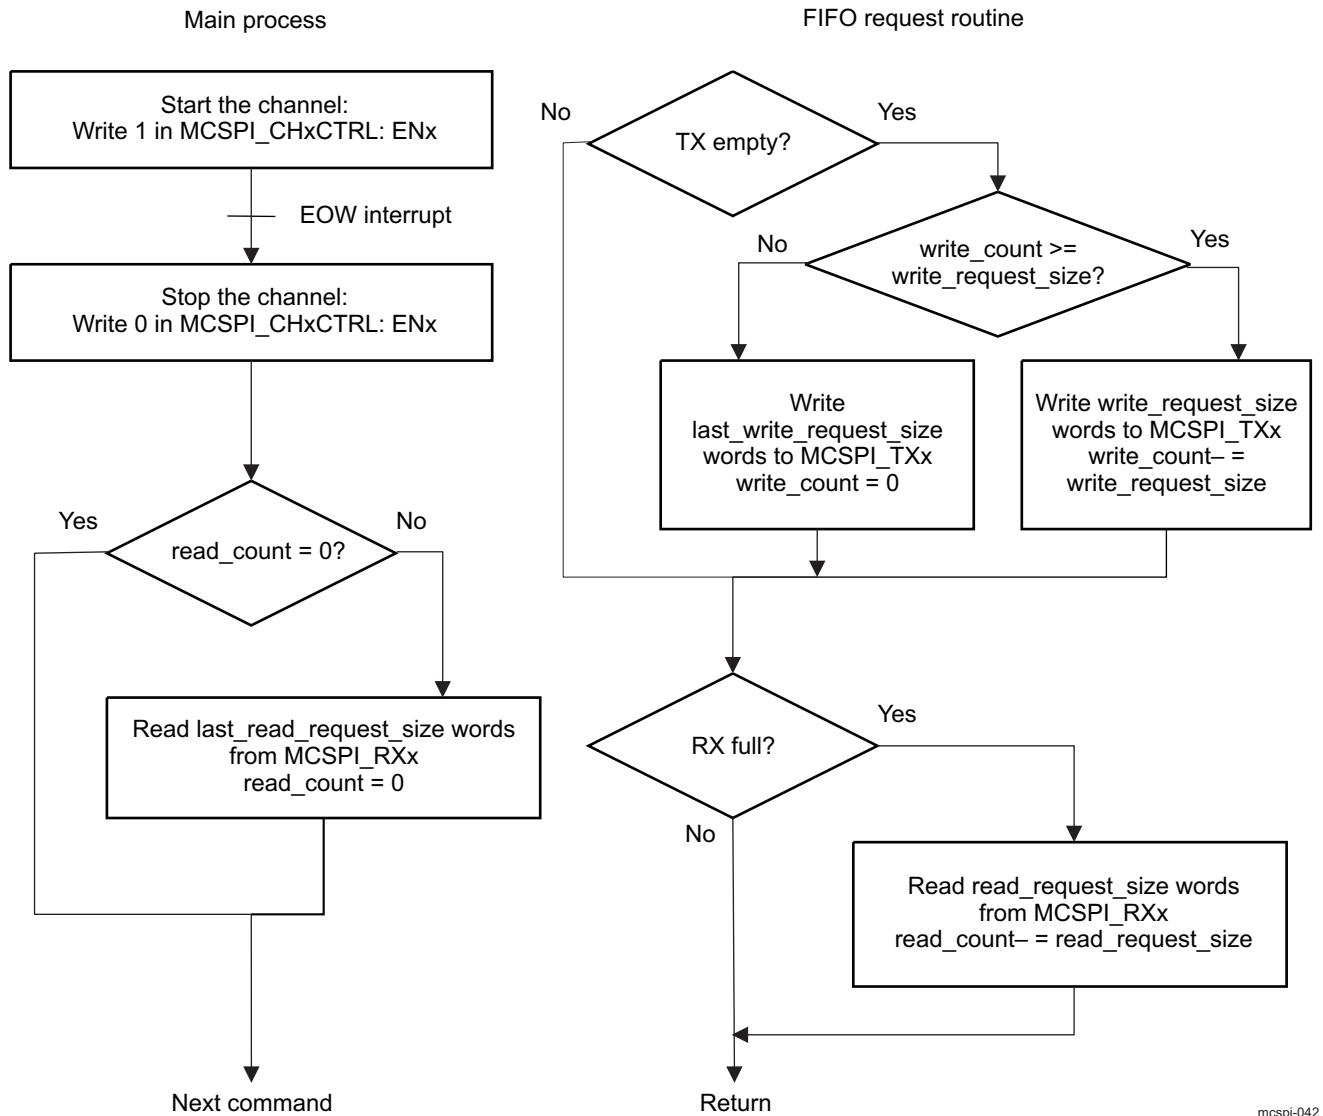 Main process
Start the channel:
Write 1 in MCSPI_CHxCTRL: ENx
EOW interrupt
Stop the channel:
Write 0 in MCSPI_CHxCTRL: ENx
Yes
No
read_count = 0?
Read last_read_request_size words
from MCSPI_RXx
read_count = 0
Next command
FIFO request routine
No
Yes
TX empty?
No
Yes
write_count >=
write_request_size?
Write
last_write_request_size
words to MCSPI_TXx
write_count = 0
Write write_request_size
words to MCSPI_TXx
write_count– =
write_request_size
Yes
RX full?
No
Read read_request_size words
from MCSPI_RXx
read_count– = read_request_size
Return
mcspi-042